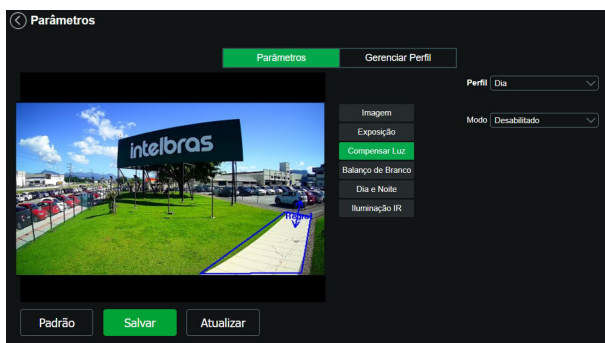 Parâmetros
Parâmetros Gerenciar Perfil
Perfil Dia
Modo Desabilitado
Imagem
Exposição
Compensar Luz
Balanço de Branco
Dia e Noite
Iluminação IR
intelbras
Padrão Salvar Atualizar